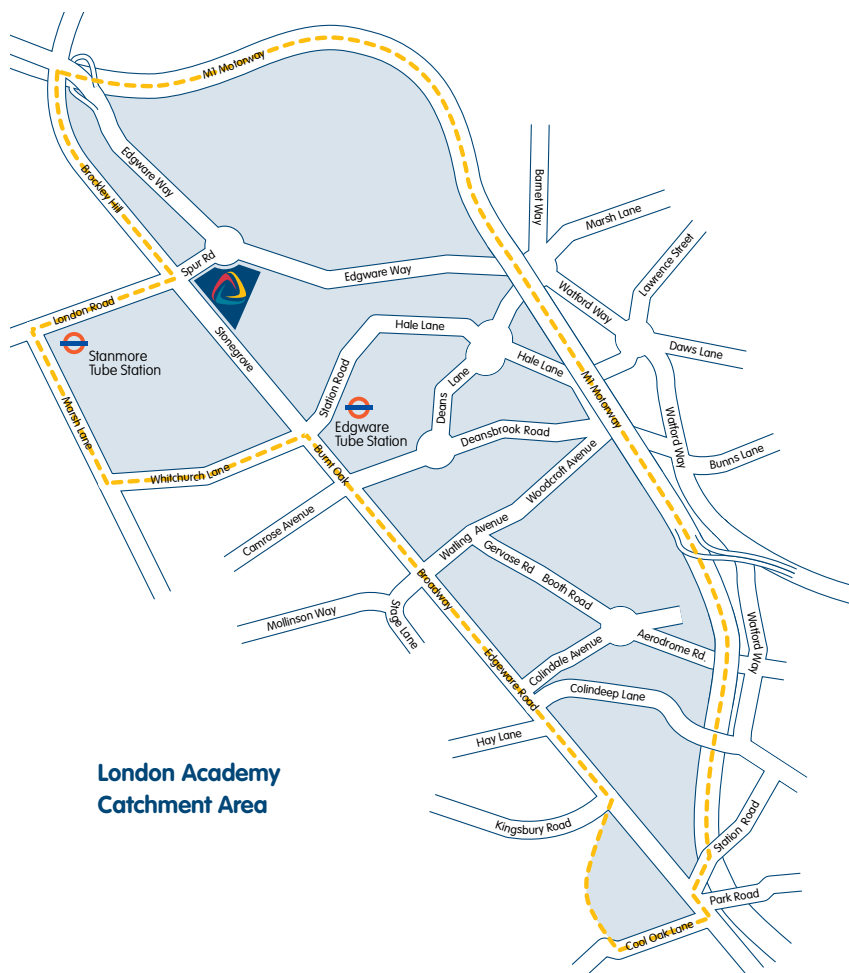 M1 Motorway
Edgware Way
Brockley Hill
Barnet Way
Marsh Lane
Lawrence Street
Spur Rd
Edgware Way
Watford Way
London Road
Stonegrove
Hale Lane
Daws Lane
Stanmore
Tube Station
Station Road
Deans
Lane
Hale Lane
M1 Motorway
Marsh Lane
Edgware
Tube Station
Watford Way
Deansbrook Road
Bunns Lane
Whitchurch Lane
Burnt Oak
Woodcroft Avenue
Camrose Avenue
Watling Avenue
Gervase Rd
Booth Road
Broadway
Mollinson Way
Stage Lane
Watford Way
Aerodrome Rd.
Colindale Avenue
Edgeware Road
Colindeep Lane
Hay Lane
London Academy
Catchment Area
Kingsbury Road
Station Road
Park Road
Cool Oak Lane